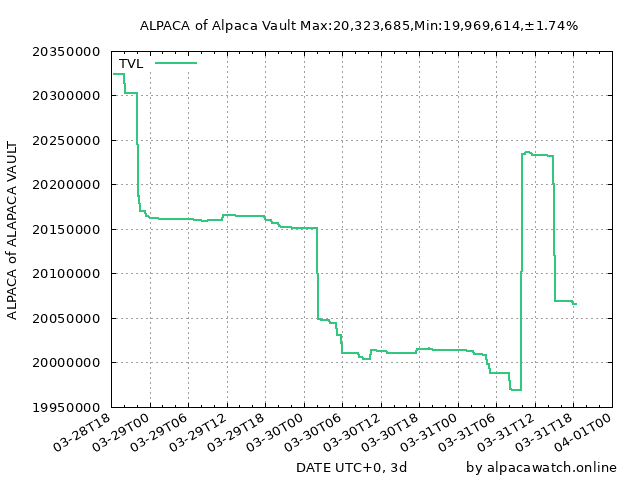 ALPACA of Alpaca Vault Max:20,323,685,Min:19,969,614,±1.74%
TVL
20350000
20300000
20250000
20200000
20150000
20100000
20050000
20000000
19950000
ALPACA of ALAPACA VAULT
03-28T18
03-29T00
03-29T06
03-29T12
03-29T18
03-30T00
03-30T06
03-30T12
03-30T18
03-31T00
03-31T06
03-31T12
03-31T18
04-01T00
DATE UTC+0, 3d
by alpacawatch.online